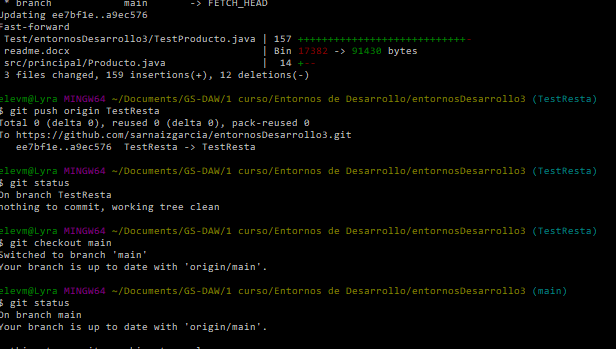 * branch            main       -> FETCH_HEAD
Updating ee7bf1e..a9ec576
Fast-forward
Test/entornosDesarrollo3/TestProducto.java | 157 ++++++++++++++++++++++++++++-
readme.docx                                | Bin 17382 -> 91430 bytes
src/principal/Producto.java                |  14 +--
3 files changed, 159 insertions(+), 12 deletions(-)
elevm@Lyra MINGW64 ~/Documents/GS-DAW/1 curso/Entornos de Desarrollo/entornosDesarrollo3 (TestResta)
$ git push origin TestResta
Total 0 (delta 0), reused 0 (delta 0), pack-reused 0
To https://github.com/sarnaizgarcia/entornosDesarrollo3.git
   ee7bf1e..a9ec576  TestResta -> TestResta
elevm@Lyra MINGW64 ~/Documents/GS-DAW/1 curso/Entornos de Desarrollo/entornosDesarrollo3 (TestResta)
$ git status
On branch TestResta
nothing to commit, working tree clean
elevm@Lyra MINGW64 ~/Documents/GS-DAW/1 curso/Entornos de Desarrollo/entornosDesarrollo3 (TestResta)
$ git checkout main
Switched to branch 'main'
Your branch is up to date with 'origin/main'.
elevm@Lyra MINGW64 ~/Documents/GS-DAW/1 curso/Entornos de Desarrollo/entornosDesarrollo3 (main)
$ git status
On branch main
Your branch is up to date with 'origin/main'.